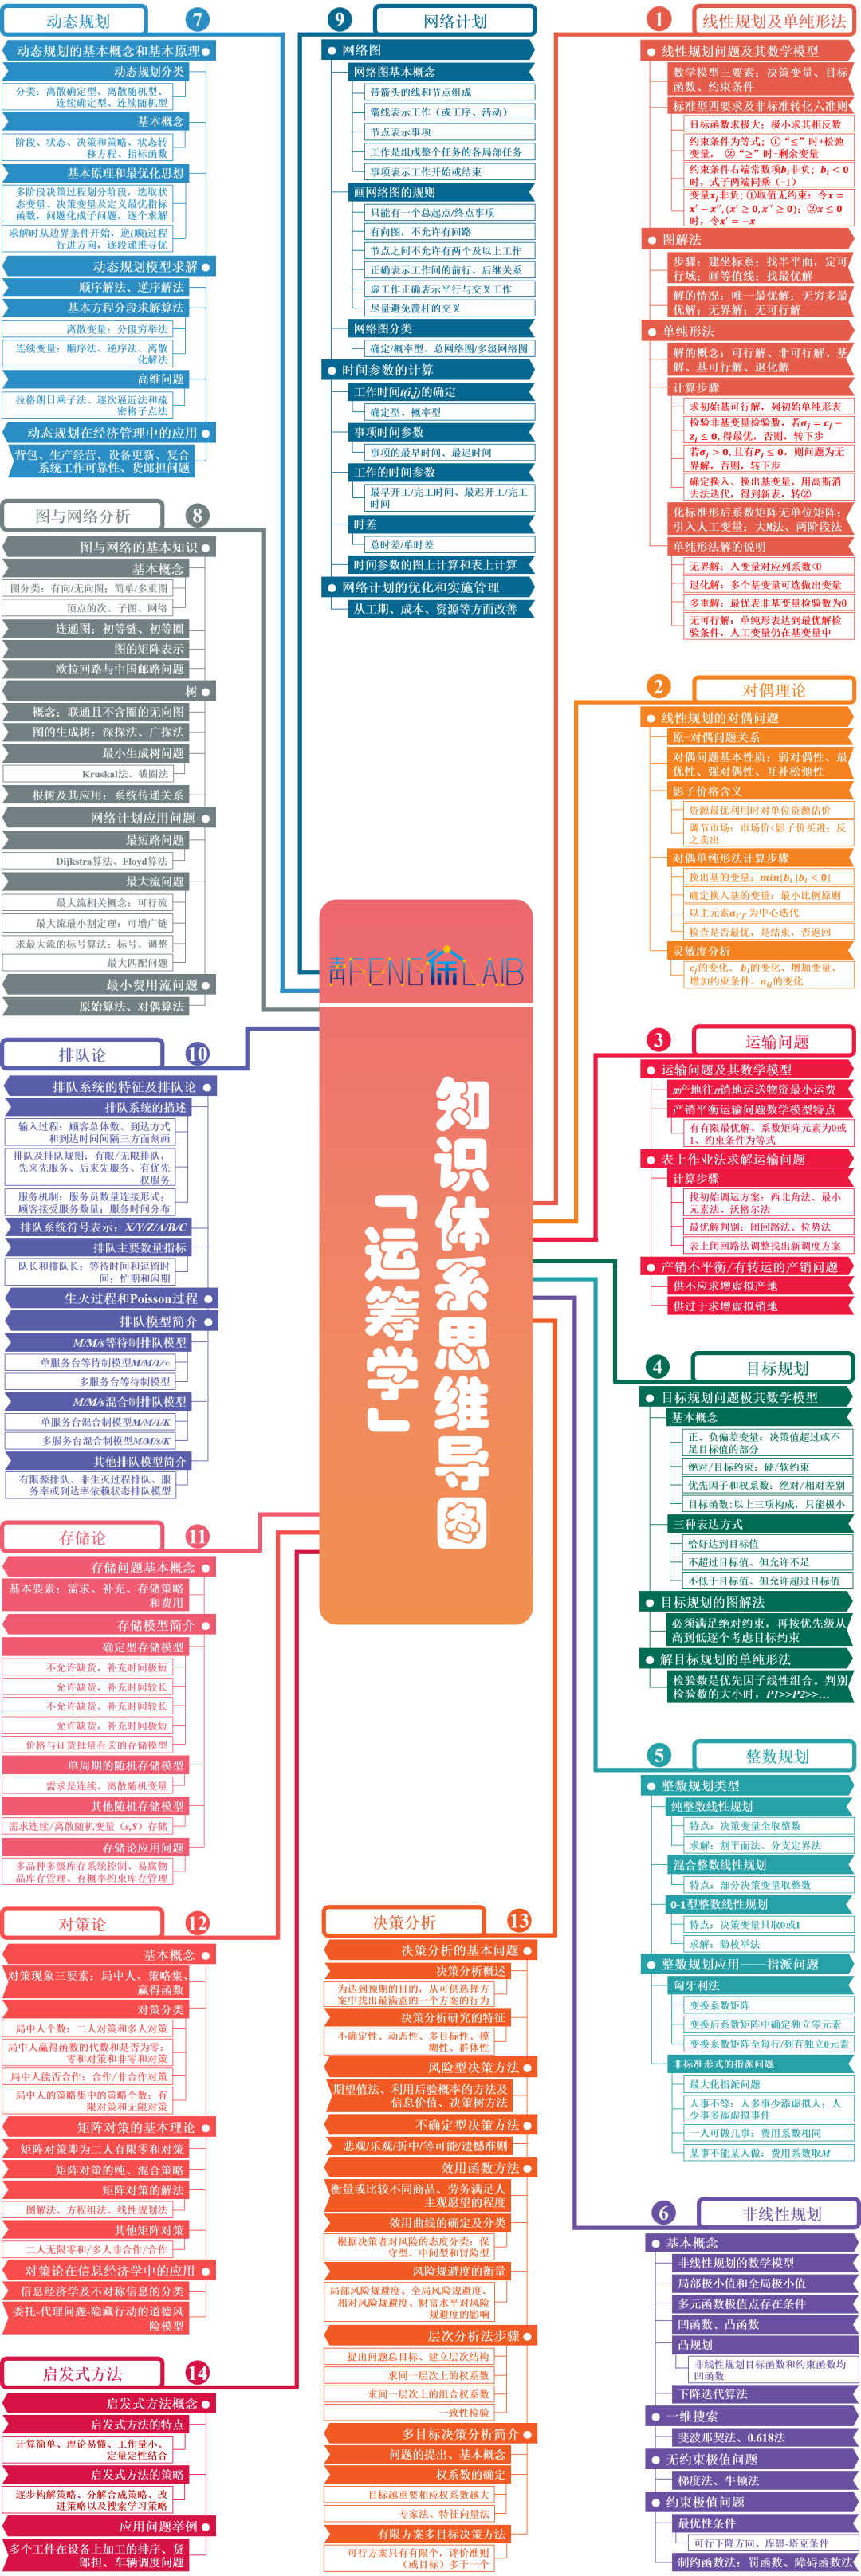 青FENG徐LAIB
「运筹学」
知识体系思维导图
1 线性规划及单纯形法
线性规划问题及其数学模型
数学模型三要素：决策变量、目标
函数、约束条件
标准型四要求及非标准转化六准则
目标函数求极大；极小求其相反数
约束条件为等式；①“≤”时+松弛
变量，②“≥”时−剩余变量
约束条件右端常数项bᵢ非负；bᵢ < 0
时，式子两端同乘（−1）
变量xⱼ非负；①取值无约束：令x =
x′ − x′′, (x′ ≥ 0, x′′ ≥ 0)；②x ≤ 0
时，令x′ = −x
图解法
步骤：建坐标系；找半平面，定可
行域；画等值线；找最优解
解的情况：唯一最优解；无穷多最
优解；无界解；无可行解
单纯形法
解的概念：可行解、非可行解、基
解、基可行解、退化解
计算步骤
求初始基可行解，列初始单纯形表
检验非基变量检验数，若σⱼ = cⱼ −
zⱼ ≤ 0,得最优，否则，转下步
若σⱼ > 0,且有Pⱼ ≤ 0，则问题为无
界解，否则，转下步
确定换入、换出基变量，用高斯消
去法迭代，得到新表，转②
化标准形后系数矩阵无单位矩阵；
引入人工变量：大M法、两阶段法
单纯形法解的说明
无界解：入变量对应列系数<0
退化解：多个基变量可选做出变量
多重解：最优表非基变量检验数为0
无可行解：单纯形表达到最优解检
验条件，人工变量仍在基变量中
2 对偶理论
线性规划的对偶问题
原−对偶问题关系
对偶问题基本性质：弱对偶性、最
优性、强对偶性、互补松弛性
影子价格含义
资源最优利用时对单位资源估价
调节市场：市场价<影子价买进；反
之卖出
对偶单纯形法计算步骤
换出基的变量：min[bᵢ |bᵢ < 0]
确定换入基的变量：最小比例原则
以主元素aᵢ*ⱼ*为中心迭代
检查是否最优，是结束，否返回
灵敏度分析
cⱼ的变化、bᵢ的变化、增加变量、
增加约束条件、aᵢⱼ的变化
3 运输问题
运输问题及其数学模型
m产地往n销地运送物资最小运费
产销平衡运输问题数学模型特点
有有限最优解、系数矩阵元素为0或
1、约束条件为等式
表上作业法求解运输问题
计算步骤
找初始调运方案：西北角法、最小
元素法、沃格尔法
最优解判别：闭回路法、位势法
表上闭回路法调整找出新调度方案
产销不平衡/有转运的产销问题
供不应求增虚拟产地
供过于求增虚拟销地
4 目标规划
目标规划问题极其数学模型
基本概念
正、负偏差变量：决策值超过或不
足目标值的部分
绝对/目标约束：硬/软约束
优先因子和权系数：绝对/相对差别
目标函数:以上三项构成，只能极小
三种表达方式
恰好达到目标值
不超过目标值、但允许不足
不低于目标值、但允许超过目标值
目标规划的图解法
必须满足绝对约束，再按优先级从
高到低逐个考虑目标约束
解目标规划的单纯形法
检验数是优先因子线性组合。判别
检验数的大小时，P1>>P2>>…
5 整数规划
整数规划类型
纯整数线性规划
特点：决策变量全取整数
求解：割平面法、分支定界法
混合整数线性规划
特点：部分决策变量取整数
0-1型整数线性规划
特点：决策变量只取0或1
求解：隐枚举法
整数规划应用——指派问题
匈牙利法
变换系数矩阵
变换后系数矩阵中确定独立零元素
变换系数矩阵至每行/列有独立0元素
非标准形式的指派问题
最大化指派问题
人事不等：人多事少添虚拟人；人
少事多添虚拟事件
一人可做几事：费用系数相同
某事不能某人做：费用系数取M
6 非线性规划
基本概念
非线性规划的数学模型
局部极小值和全局极小值
多元函数极值点存在条件
凹函数、凸函数
凸规划
非线性规划目标函数和约束函数均
凹函数
下降迭代算法
一维搜索
斐波那契法、0.618法
无约束极值问题
梯度法、牛顿法
约束极值问题
最优性条件
可行下降方向、库恩-塔克条件
制约函数法：罚函数、障碍函数法
动态规划 7
动态规划的基本概念和基本原理
动态规划分类
分类：离散确定型、离散随机型、
连续确定型、连续随机型
基本概念
阶段、状态、决策和策略、状态转
移方程、指标函数
基本原理和最优化思想
多阶段决策过程划分阶段，选取状
态变量、决策变量及定义最优指标
函数，问题化成子问题，逐个求解
求解时从边界条件开始，逆(顺)过程
行进方向，逐段递推寻优
动态规划模型求解
顺序解法、逆序解法
基本方程分段求解算法
离散变量：分段穷举法
连续变量：顺序法、逆序法、离散
化解法
高维问题
拉格朗日乘子法、逐次逼近法和疏
密格子点法
动态规划在经济管理中的应用
背包、生产经营、设备更新、复合
系统工作可靠性、货郎担问题
图与网络分析 8
图与网络的基本知识
基本概念
图分类：有向/无向图；简单/多重图
顶点的次、子图、网络
连通图：初等链、初等圈
图的矩阵表示
欧拉回路与中国邮路问题
树
概念：联通且不含圈的无向图
图的生成树：深探法、广探法
最小生成树问题
Kruskal法、破圈法
根树及其应用：系统传递关系
网络计划应用问题
最短路问题
Dijkstra算法、Floyd算法
最大流问题
最大流相关概念：可行流
最大流最小割定理：可增广链
求最大流的标号算法：标号、调整
最大匹配问题
最小费用流问题
原始算法、对偶算法
9 网络计划
网络图
网络图基本概念
带箭头的线和节点组成
箭线表示工作（或工序、活动）
节点表示事项
工作是组成整个任务的各局部任务
事项表示工作开始或结束
画网络图的规则
只能有一个总起点/终点事项
有向图，不允许有回路
节点之间不允许有两个及以上工作
正确表示工作间的前行、后继关系
虚工作正确表示平行与交叉工作
尽量避免箭杆的交叉
网络图分类
确定/概率型、总网络图/多级网络图
时间参数的计算
工作时间t(i,j)的确定
确定型、概率型
事项时间参数
事项的最早时间、最迟时间
工作的时间参数
最早开工/完工时间、最迟开工/完工
时间
时差
总时差/单时差
时间参数的图上计算和表上计算
网络计划的优化和实施管理
从工期、成本、资源等方面改善
排队论 10
排队系统的特征及排队论
排队系统的描述
输入过程：顾客总体数、到达方式
和到达时间间隔三方面刻画
排队及排队规则：有限/无限排队，
先来先服务、后来先服务、有优先
权服务
服务机制：服务员数量连接形式；
顾客接受服务数量；服务时间分布
排队系统符号表示：X/Y/Z/A/B/C
排队主要数量指标
队长和排队长；等待时间和逗留时
间；忙期和闲期
生灭过程和Poisson过程
排队模型简介
M/M/s等待制排队模型
单服务台等待制模型M/M/1/∞
多服务台等待制模型
M/M/s混合制排队模型
单服务台混合制模型M/M/1/K
多服务台混合制模型M/M/s/K
其他排队模型简介
有限源排队、非生灭过程排队、服
务率或到达率依赖状态排队模型
存储论 11
存储问题基本概念
基本要素：需求、补充、存储策略
和费用
存储模型简介
确定型存储模型
不允许缺货，补充时间极短
允许缺货，补充时间较长
不允许缺货、补充时间较长
允许缺货，补充时间极短
价格与订货批量有关的存储模型
单周期的随机存储模型
需求是连续、离散随机变量
其他随机存储模型
需求连续/离散随机变量（s,S）存储
存储论应用问题
多品种多级库存系统控制、易腐物
品库存管理、有概率约束库存管理
对策论 12
基本概念
对策现象三要素：局中人、策略集、
赢得函数
对策分类
局中人个数：二人对策和多人对策
局中人赢得函数的代数和是否为零：
零和对策和非零和对策
局中人能否合作：合作/非合作对策
局中人的策略集中的策略个数：有
限对策和无限对策
矩阵对策的基本理论
矩阵对策即为二人有限零和对策
矩阵对策的纯、混合策略
矩阵对策的解法
图解法、方程组法、线性规划法
其他矩阵对策
二人无限零和/多人非合作/合作
对策论在信息经济学中的应用
信息经济学及不对称信息的分类
委托-代理问题-隐藏行动的道德风
险模型
决策分析 13
决策分析的基本问题
决策分析概述
为达到预期的目的，从可供选择方
案中找出最满意的一个方案的行为
决策分析研究的特征
不确定性、动态性、多目标性、模
糊性、群体性
风险型决策方法
期望值法、利用后验概率的方法及
信息价值、决策树方法
不确定型决策方法
悲观/乐观/折中/等可能/遗憾准则
效用函数方法
衡量或比较不同商品、劳务满足人
主观愿望的程度
效用曲线的确定及分类
根据决策者对风险的态度分类：保
守型、中间型和冒险型
风险规避度的衡量
局部风险规避度、全局风险规避度、
相对风险规避度、财富水平对风险
规避度的影响
层次分析法步骤
提出问题总目标、建立层次结构
求同一层次上的权系数
求同一层次上的组合权系数
一致性检验
多目标决策分析简介
问题的提出、基本概念
权系数的确定
目标越重要相应权系数越大
专家法、特征向量法
有限方案多目标决策方法
可行方案只有有限个，评价准则
（或目标）多于一个
启发式方法 14
启发式方法概念
启发式方法的特点
计算简单、理论易懂、工作量小、
定量定性结合
启发式方法的策略
逐步构解策略、分解合成策略、改
进策略以及搜索学习策略
应用问题举例
多个工件在设备上加工的排序、货
郎担、车辆调度问题